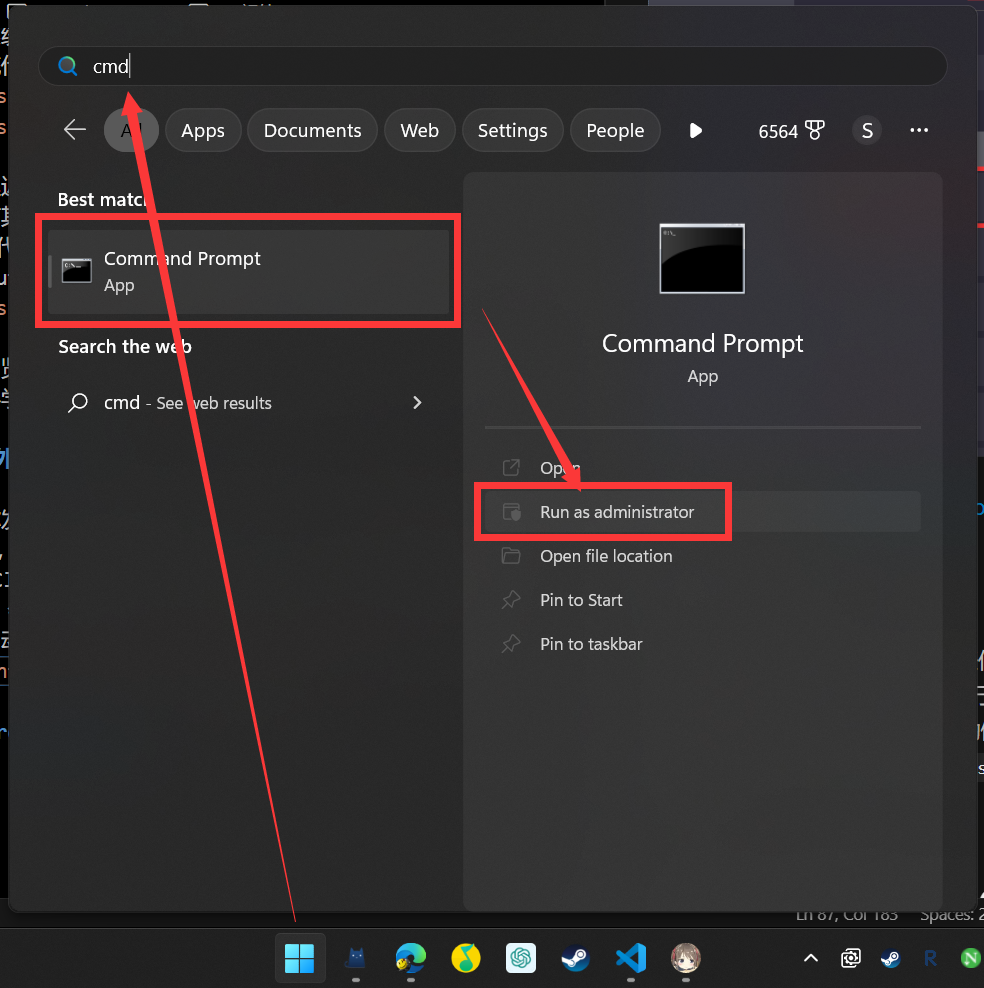 cmd
Apps
Documents
Web
Settings
People
6564
S
Best match
Command Prompt
App
Search the web
cmd - See web results
Command Prompt
App
Open
Run as administrator
Open file location
Pin to Start
Pin to taskbar
Ln 87, Col 183
Spaces: 2